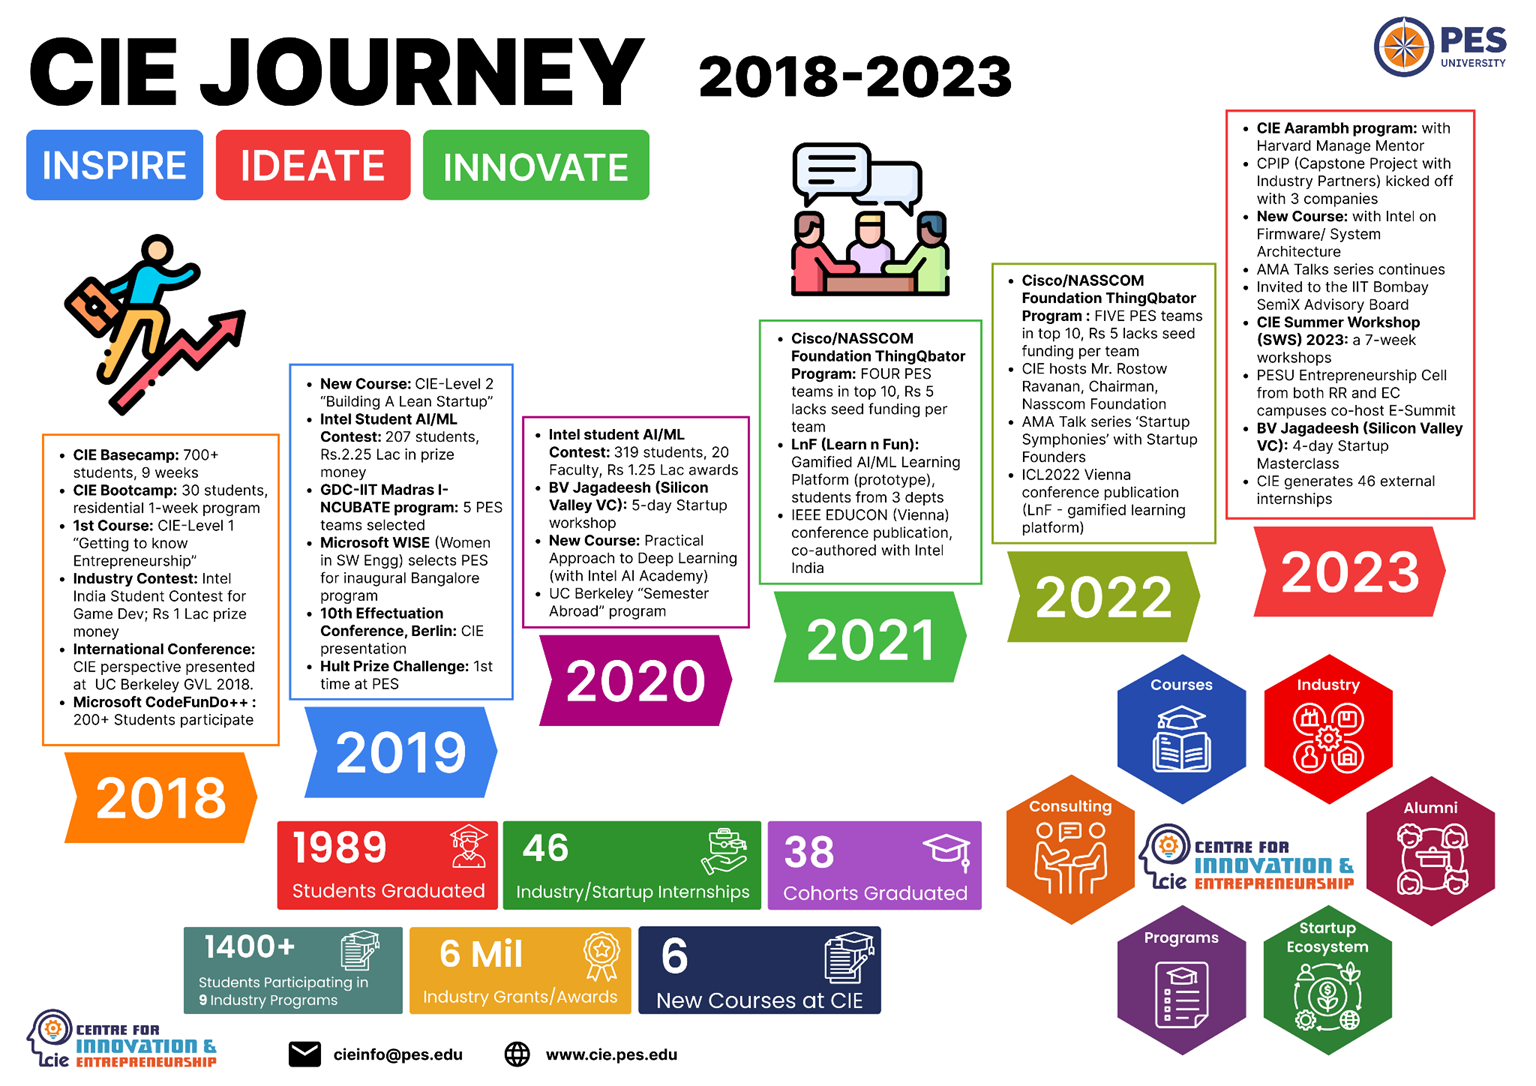 CIE JOURNEY 2018-2023
PES
UNIVERSITY
INSPIRE
IDEATE
INNOVATE
• CIE Basecamp: 700+
students, 9 weeks
• CIE Bootcamp: 30 students,
residential 1-week program
• 1st Course: CIE-Level 1
“Getting to know
Entrepreneurship”
• Industry Contest: Intel
India Student Contest for
Game Dev; Rs 1 Lac prize
money
• International Conference:
CIE perspective presented
at UC Berkeley GVL 2018.
• Microsoft CodeFunDo++ :
200+ Students participate
2018
• New Course: CIE-Level 2
“Building A Lean Startup”
• Intel Student AI/ML
Contest: 207 students,
Rs.2.25 Lac in prize
money
• GDC-IIT Madras I-
NCUBATE program: 5 PES
teams selected
• Microsoft WISE (Women
in SW Engg) selects PES
for inaugural Bangalore
program
• 10th Effectuation
Conference, Berlin: CIE
presentation
• Hult Prize Challenge: 1st
time at PES
2019
• Intel student AI/ML
Contest: 319 students, 20
Faculty, Rs 1.25 Lac awards
• BV Jagadeesh (Silicon
Valley VC): 5-day Startup
workshop
• New Course: Practical
Approach to Deep Learning
(with Intel AI Academy)
• UC Berkeley “Semester
Abroad” program
2020
• Cisco/NASSCOM
Foundation ThingQbator
Program: FOUR PES
teams in top 10, Rs 5
lacks seed funding per
team
• LnF (Learn n Fun):
Gamified AI/ML Learning
Platform (prototype),
students from 3 depts
• IEEE EDUCON (Vienna)
conference publication,
co-authored with Intel
India
2021
• Cisco/NASSCOM
Foundation ThingQbator
Program : FIVE PES teams
in top 10, Rs 5 lacks seed
funding per team
• CIE hosts Mr. Rostow
Ravanan, Chairman,
Nasscom Foundation
• AMA Talk series ‘Startup
Symphonies’ with Startup
Founders
• ICL2022 Vienna
conference publication
(LnF - gamified learning
platform)
2022
• CIE Aarambh program: with
Harvard Manage Mentor
• CPIP (Capstone Project with
Industry Partners) kicked off
with 3 companies
• New Course: with Intel on
Firmware/ System
Architecture
• AMA Talks series continues
• Invited to the IIT Bombay
SemiX Advisory Board
• CIE Summer Workshop
(SWS) 2023: a 7-week
workshops
• PESU Entrepreneurship Cell
from both RR and EC
campuses co-host E-Summit
• BV Jagadeesh (Silicon Valley
VC): 4-day Startup
Masterclass
• CIE generates 46 external
internships
2023
1989
Students Graduated
46
Industry/Startup Internships
38
Cohorts Graduated
1400+
Students Participating in
9 Industry Programs
6 Mil
Industry Grants/Awards
6
New Courses at CIE
Courses
Industry
Consulting
Alumni
cie
CENTRE FOR
INNOVATION &
ENTREPRENEURSHIP
Programs
Startup
Ecosystem
cie
CENTRE FOR
INNOVATION &
ENTREPRENEURSHIP
cieinfo@pes.edu
www.cie.pes.edu